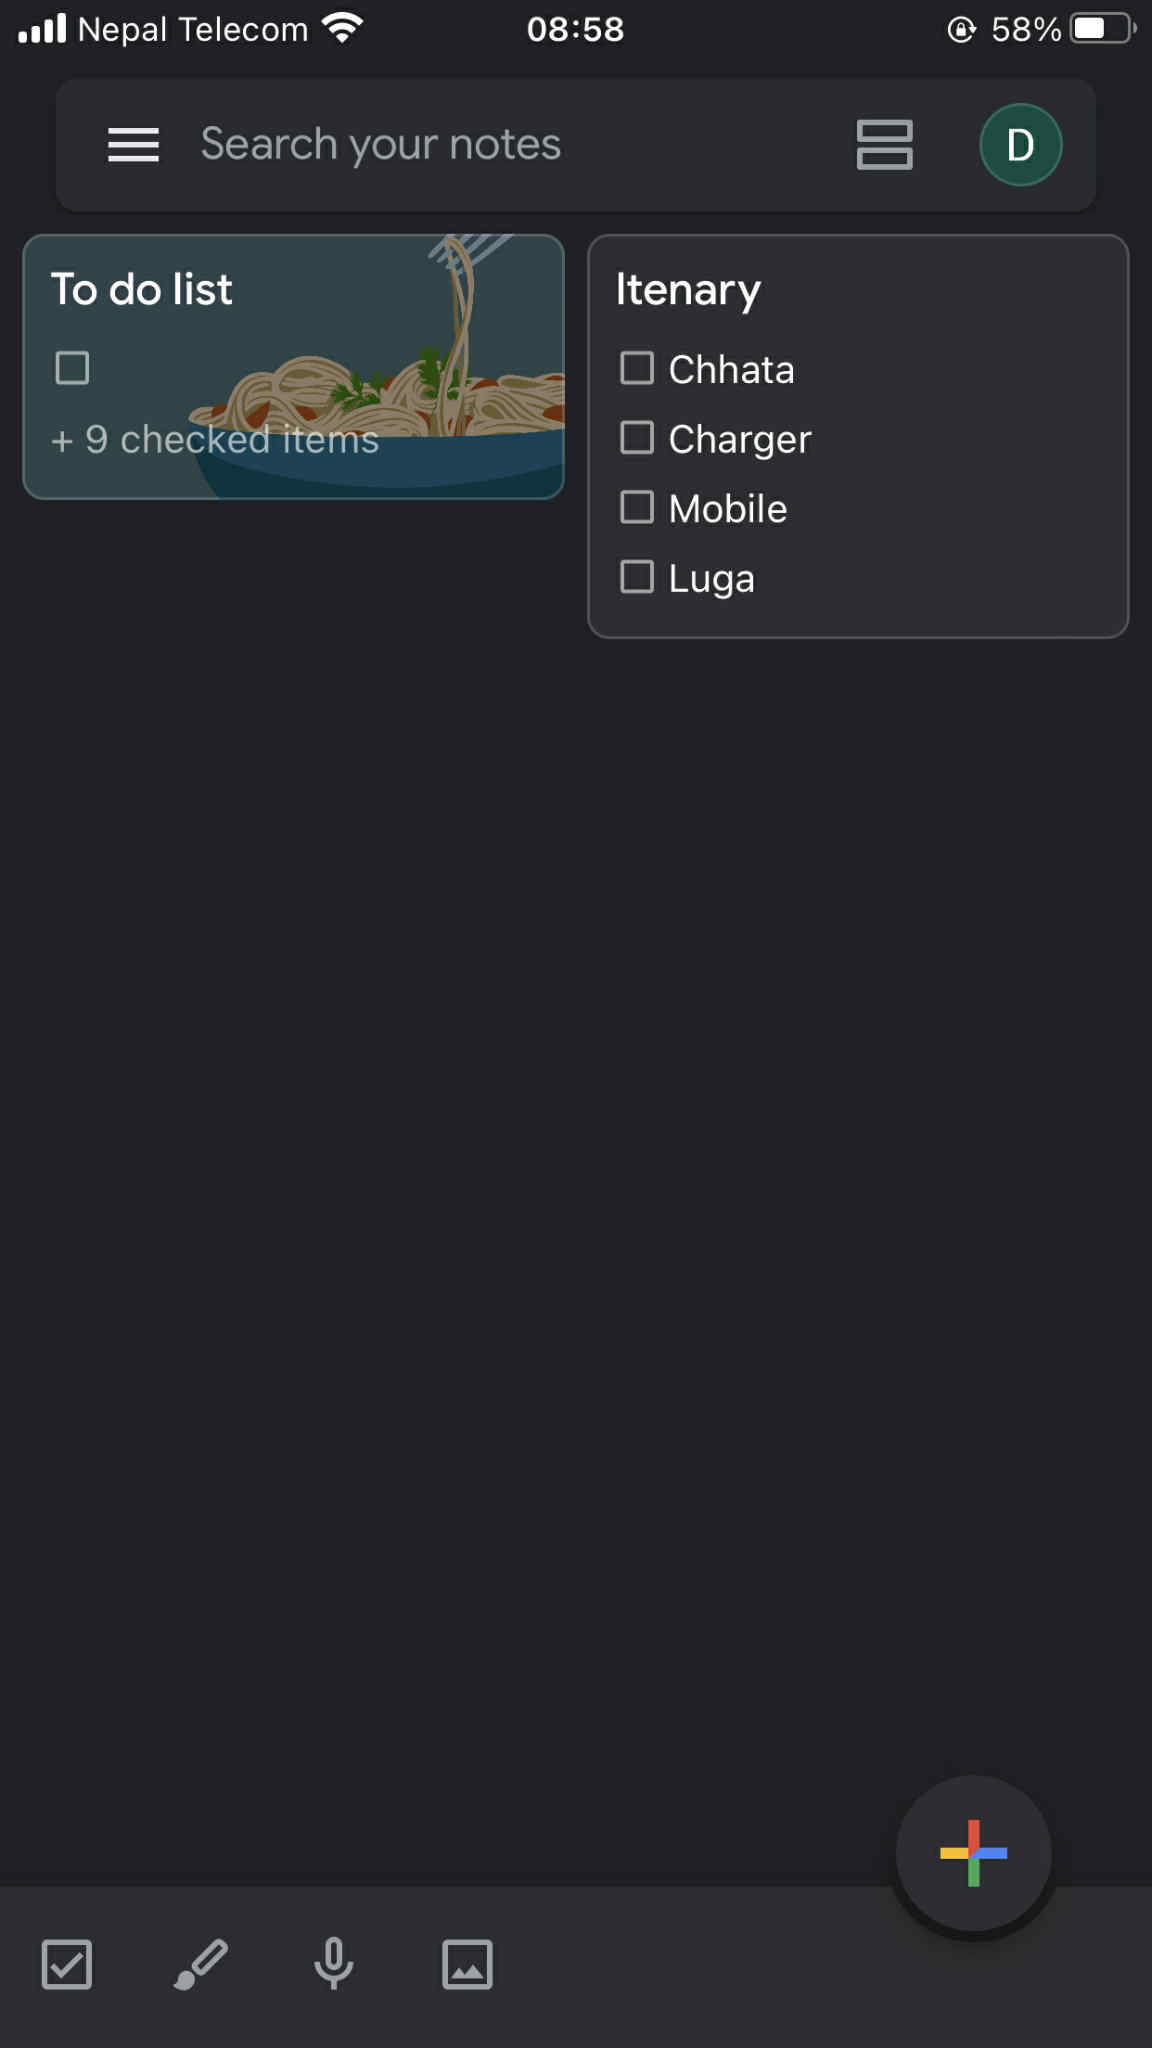 Nepal Telecom 08:58 58%
Search your notes D
To do list
+ 9 checked items
Itenary
Chhata
Charger
Mobile
Luga